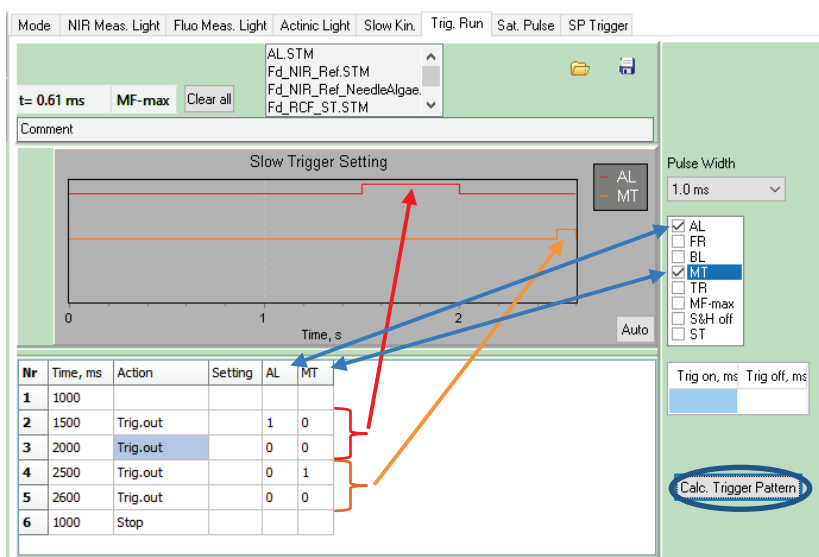 Mode NIR Meas. Light Fluo Meas. Light Actinic Light Slow Kin. Trig. Run Sat. Pulse SP Trigger
AL.STM
Fd_NIR_Ref.STM
Fd_NIR_Ref_NeedleAlgae.
Fd_RCF_ST.STM
t= 0.61 ms MF-max Clear all
Comment
Slow Trigger Setting
AL
MT
0 1 2
Time, s
Auto
Pulse Width
1.0 ms
AL
FR
BL
MT
TR
MF-max
S&H off
ST
Nr Time, ms Action Setting AL MT
1 1000
2 1500 Trig.out 1 0
3 2000 Trig.out 0 0
4 2500 Trig.out 0 1
5 2600 Trig.out 0 0
6 1000 Stop
Trig on, ms Trig off, ms
Calc. Trigger Pattern